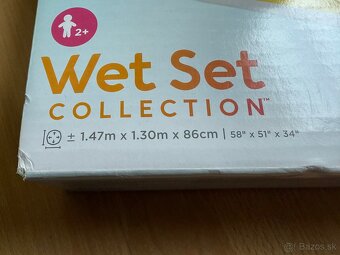 2+
Wet Set
COLLECTION™
± 1.47m x 1.30m x 86cm | 58" x 51" x 34"
© Bazos.sk